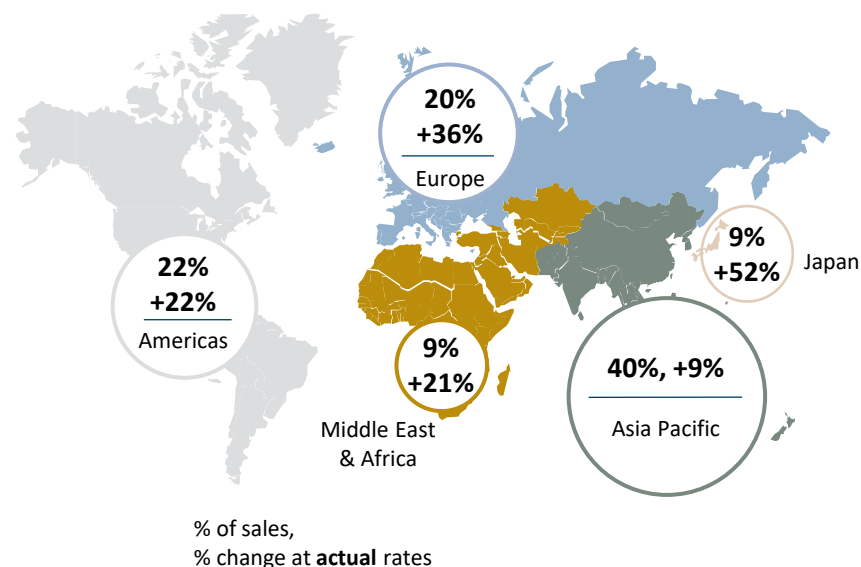 20%
+36%
Europe
22%
+22%
Americas
9%
+52%
Japan
9%
+21%
Middle East
& Africa
40%, +9%
Asia Pacific
% of sales,
% change at actual rates